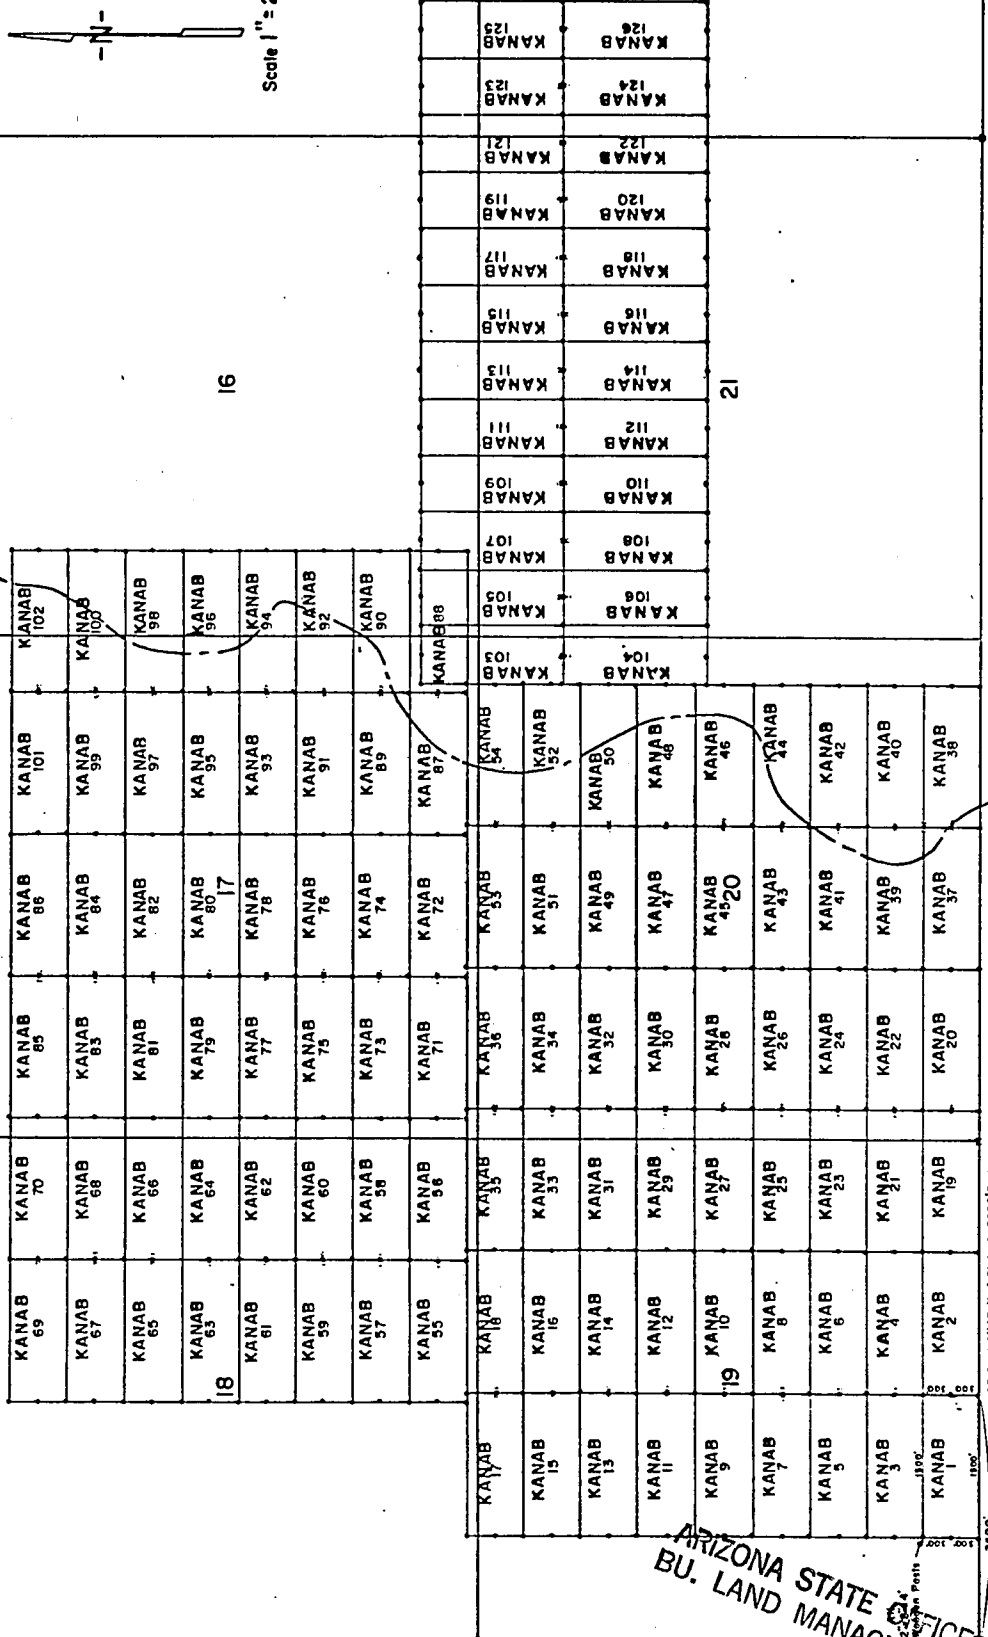 -N-
Scale 1" = 2
KANAB 125
KANAB 126
KANAB 123
KANAB 124
KANAB 121
KANAB 122
KANAB 119
KANAB 120
KANAB 117
KANAB 118
KANAB 115
KANAB 116
KANAB 113
KANAB 114
KANAB 111
KANAB 112
KANAB 109
KANAB 110
KANAB 107
KANAB 108
KANAB 105
KANAB 106
KANAB 103
KANAB 104
16
21
KANAB 102
KANAB 100
KANAB 98
KANAB 96
KANAB 94
KANAB 92
KANAB 90
KANAB 88
KANAB 101
KANAB 99
KANAB 97
KANAB 95
KANAB 93
KANAB 91
KANAB 89
KANAB 87
KANAB 54
KANAB 52
KANAB 50
KANAB 48
KANAB 46
KANAB 44
KANAB 42
KANAB 40
KANAB 38
KANAB 86
KANAB 84
KANAB 82
KANAB 80
17
KANAB 78
KANAB 76
KANAB 74
KANAB 72
KANAB 53
KANAB 51
KANAB 49
KANAB 47
KANAB 45
20
KANAB 43
KANAB 41
KANAB 39
KANAB 37
KANAB 85
KANAB 83
KANAB 81
KANAB 79
KANAB 77
KANAB 75
KANAB 73
KANAB 71
KANAB 36
KANAB 34
KANAB 32
KANAB 30
KANAB 28
KANAB 26
KANAB 24
KANAB 22
KANAB 20
KANAB 70
KANAB 68
KANAB 66
KANAB 64
KANAB 62
KANAB 60
KANAB 58
KANAB 56
KANAB 35
KANAB 33
KANAB 31
KANAB 29
KANAB 27
KANAB 25
KANAB 23
KANAB 21
KANAB 19
KANAB 69
KANAB 67
KANAB 65
KANAB 63
KANAB 61
KANAB 59
KANAB 57
KANAB 55
KANAB 18
KANAB 16
KANAB 14
KANAB 12
KANAB 10
KANAB 8
KANAB 6
KANAB 4
KANAB 2
18
19
300' 300'
KANAB 17
KANAB 15
KANAB 13
KANAB 11
KANAB 9
KANAB 7
KANAB 5
KANAB 3
KANAB 1
1500'
1500'
300' 300'
Posts
ARIZONA STATE OFFICE
BU. LAND